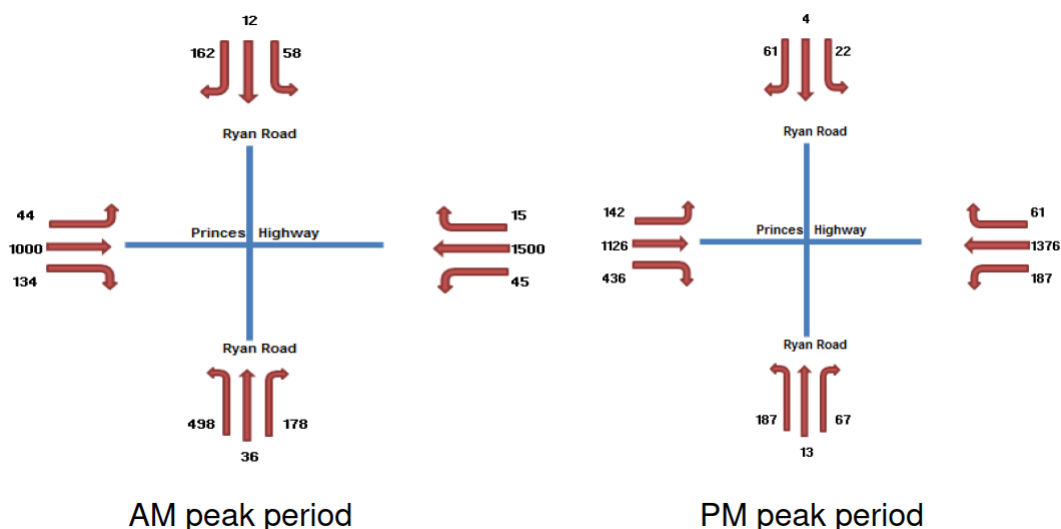 12
162 58
Ryan Road
44
1000
134
Princes Highway
15
1500
45
Ryan Road
498 178
36
AM peak period
4
61 22
Ryan Road
142
1126
436
Princes Highway
61
1376
187
Ryan Road
187 67
13
PM peak period